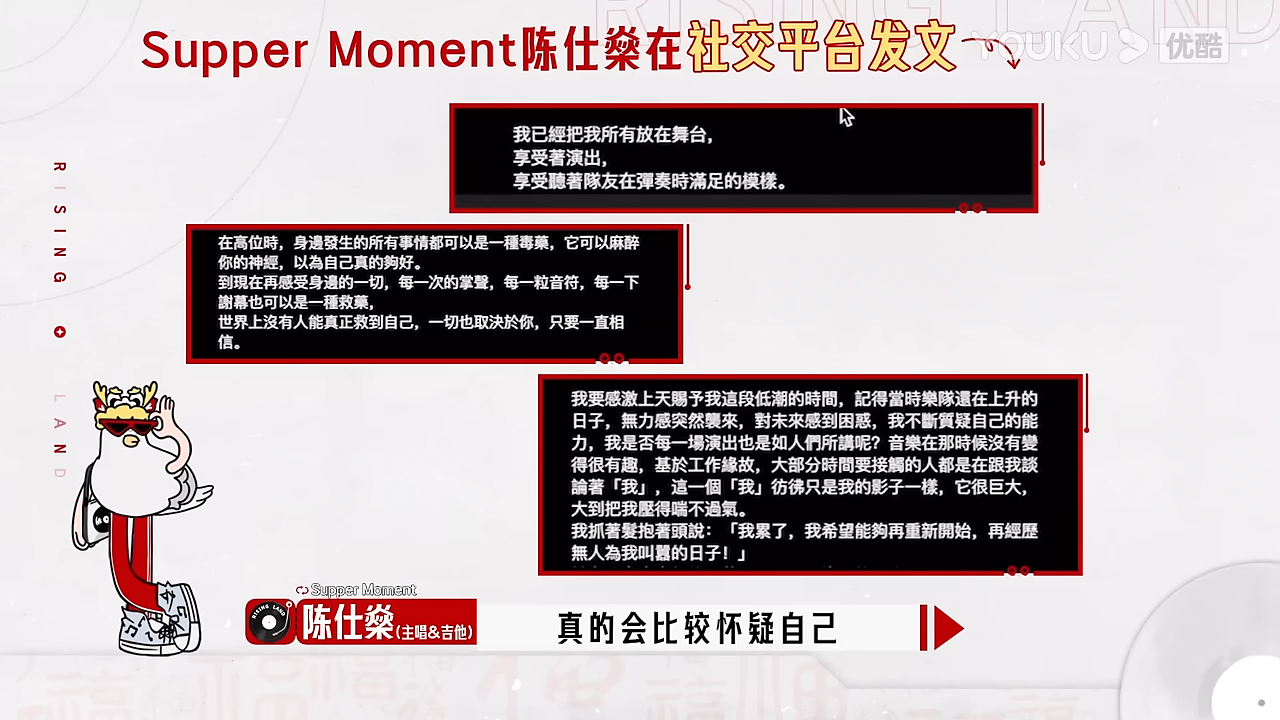 RISING LAND
Supper Moment陈仕燊在社交平台发文
YOUKU 优酷
我已經把我所有放在舞台，
享受著演出，
享受聽著隊友在彈奏時滿足的模樣。
在高位時，身邊發生的所有事情都可以是一種毒藥，它可以麻醉
你的神經，以為自己真的夠好。
到現在再感受身邊的一切，每一次的掌聲，每一粒音符，每一下
謝幕也可以是一種救藥，
世界上沒有人能真正救到自己，一切也取決於你，只要一直相
信。
RISING LAND
我要感激上天賜予我這段低潮的時間，記得當時樂隊還在上升的
日子，無力感突然襲來，對未來感到困惑，我不斷質疑自己的能
力，我是否每一場演出也是如人們所講呢？音樂在那時候沒有變
得很有趣，基於工作緣故，大部分時間要接觸的人都是在跟我談
論著「我」，這一個「我」彷彿只是我的影子一樣，它很巨大，
大到把我壓得喘不過氣。
我抓著髮抱著頭說：「我累了，我希望能夠再重新開始，再經歷
無人為我叫囂的日子！」
Supper Moment
RISING LAND
陈仕燊(主唱&吉他)
真的会比较怀疑自己